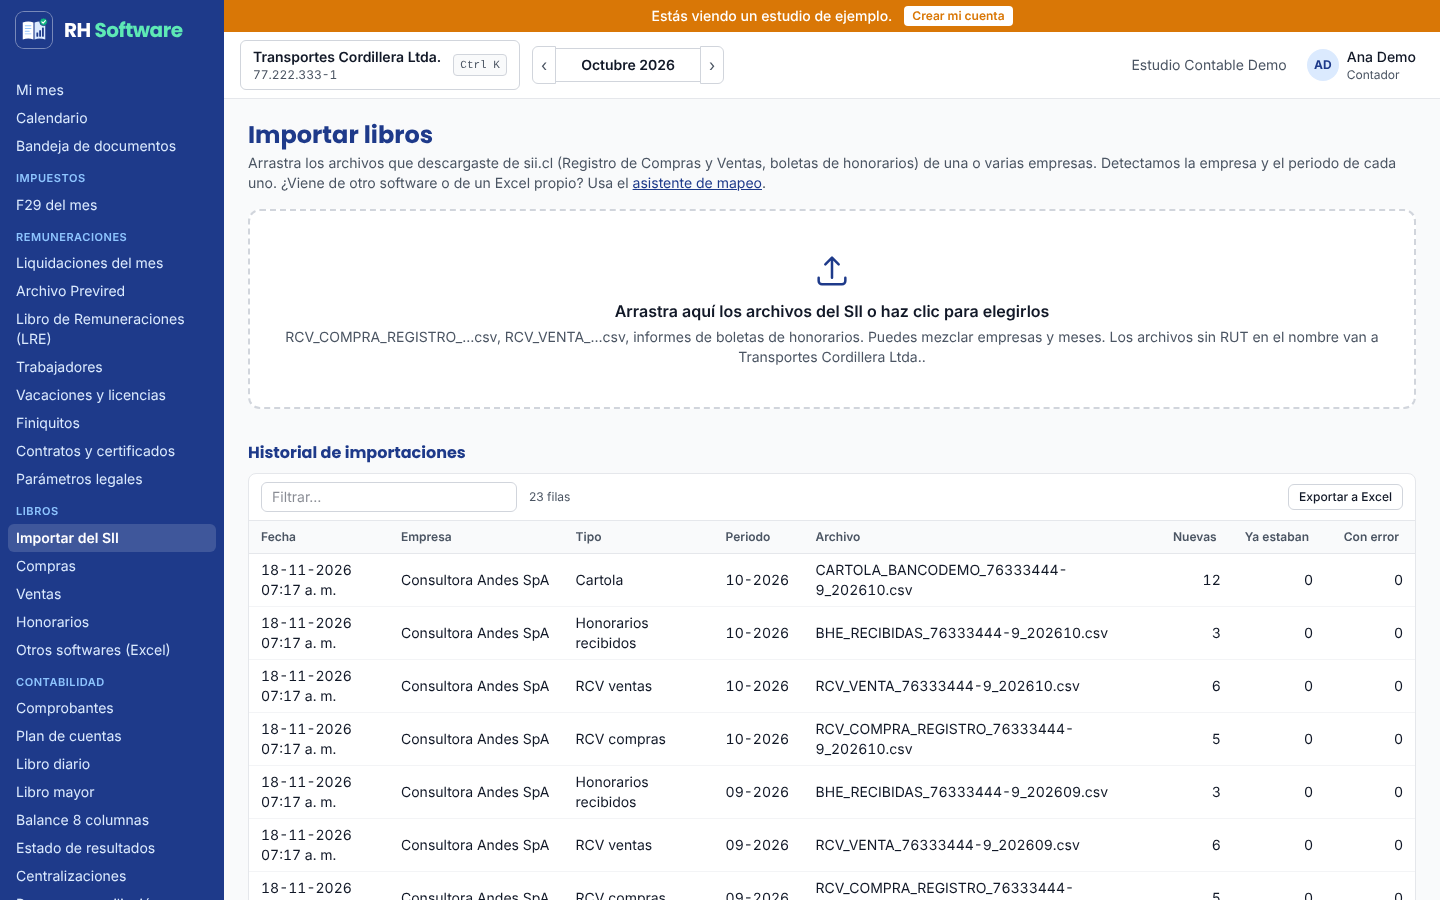 Estás viendo un estudio de ejemplo. Crear mi cuenta
RH Software
Transportes Cordillera Ltda.
77.222.333-1
Ctrl K
‹ Octubre 2026 ›
Estudio Contable Demo
AD
Ana Demo
Contador
Mi mes
Calendario
Bandeja de documentos
IMPUESTOS
F29 del mes
REMUNERACIONES
Liquidaciones del mes
Archivo Previred
Libro de Remuneraciones
(LRE)
Trabajadores
Vacaciones y licencias
Finiquitos
Contratos y certificados
Parámetros legales
LIBROS
Importar del SII
Compras
Ventas
Honorarios
Otros softwares (Excel)
CONTABILIDAD
Comprobantes
Plan de cuentas
Libro diario
Libro mayor
Balance 8 columnas
Estado de resultados
Centralizaciones
Importar libros
Arrastra los archivos que descargaste de sii.cl (Registro de Compras y Ventas, boletas de honorarios) de una o varias empresas. Detectamos la empresa y el periodo de cada
uno. ¿Viene de otro software o de un Excel propio? Usa el asistente de mapeo.
Arrastra aquí los archivos del SII o haz clic para elegirlos
RCV_COMPRA_REGISTRO_...csv, RCV_VENTA_...csv, informes de boletas de honorarios. Puedes mezclar empresas y meses. Los archivos sin RUT en el nombre van a
Transportes Cordillera Ltda..
Historial de importaciones
Filtrar... 23 filas Exportar a Excel
Fecha Empresa Tipo Periodo Archivo Nuevas Ya estaban Con error
18-11-2026 07:17 a. m. Consultora Andes SpA Cartola 10-2026 CARTOLA_BANCODEMO_76333444-9_202610.csv 12 0 0
18-11-2026 07:17 a. m. Consultora Andes SpA Honorarios recibidos 10-2026 BHE_RECIBIDAS_76333444-9_202610.csv 3 0 0
18-11-2026 07:17 a. m. Consultora Andes SpA RCV ventas 10-2026 RCV_VENTA_76333444-9_202610.csv 6 0 0
18-11-2026 07:17 a. m. Consultora Andes SpA RCV compras 10-2026 RCV_COMPRA_REGISTRO_76333444-9_202610.csv 5 0 0
18-11-2026 07:17 a. m. Consultora Andes SpA Honorarios recibidos 09-2026 BHE_RECIBIDAS_76333444-9_202609.csv 3 0 0
18-11-2026 07:17 a. m. Consultora Andes SpA RCV ventas 09-2026 RCV_VENTA_76333444-9_202609.csv 6 0 0
18-11-2026 Consultora Andes SpA RCV compras 09-2026 RCV_COMPRA_REGISTRO_76333444- 5 0 0